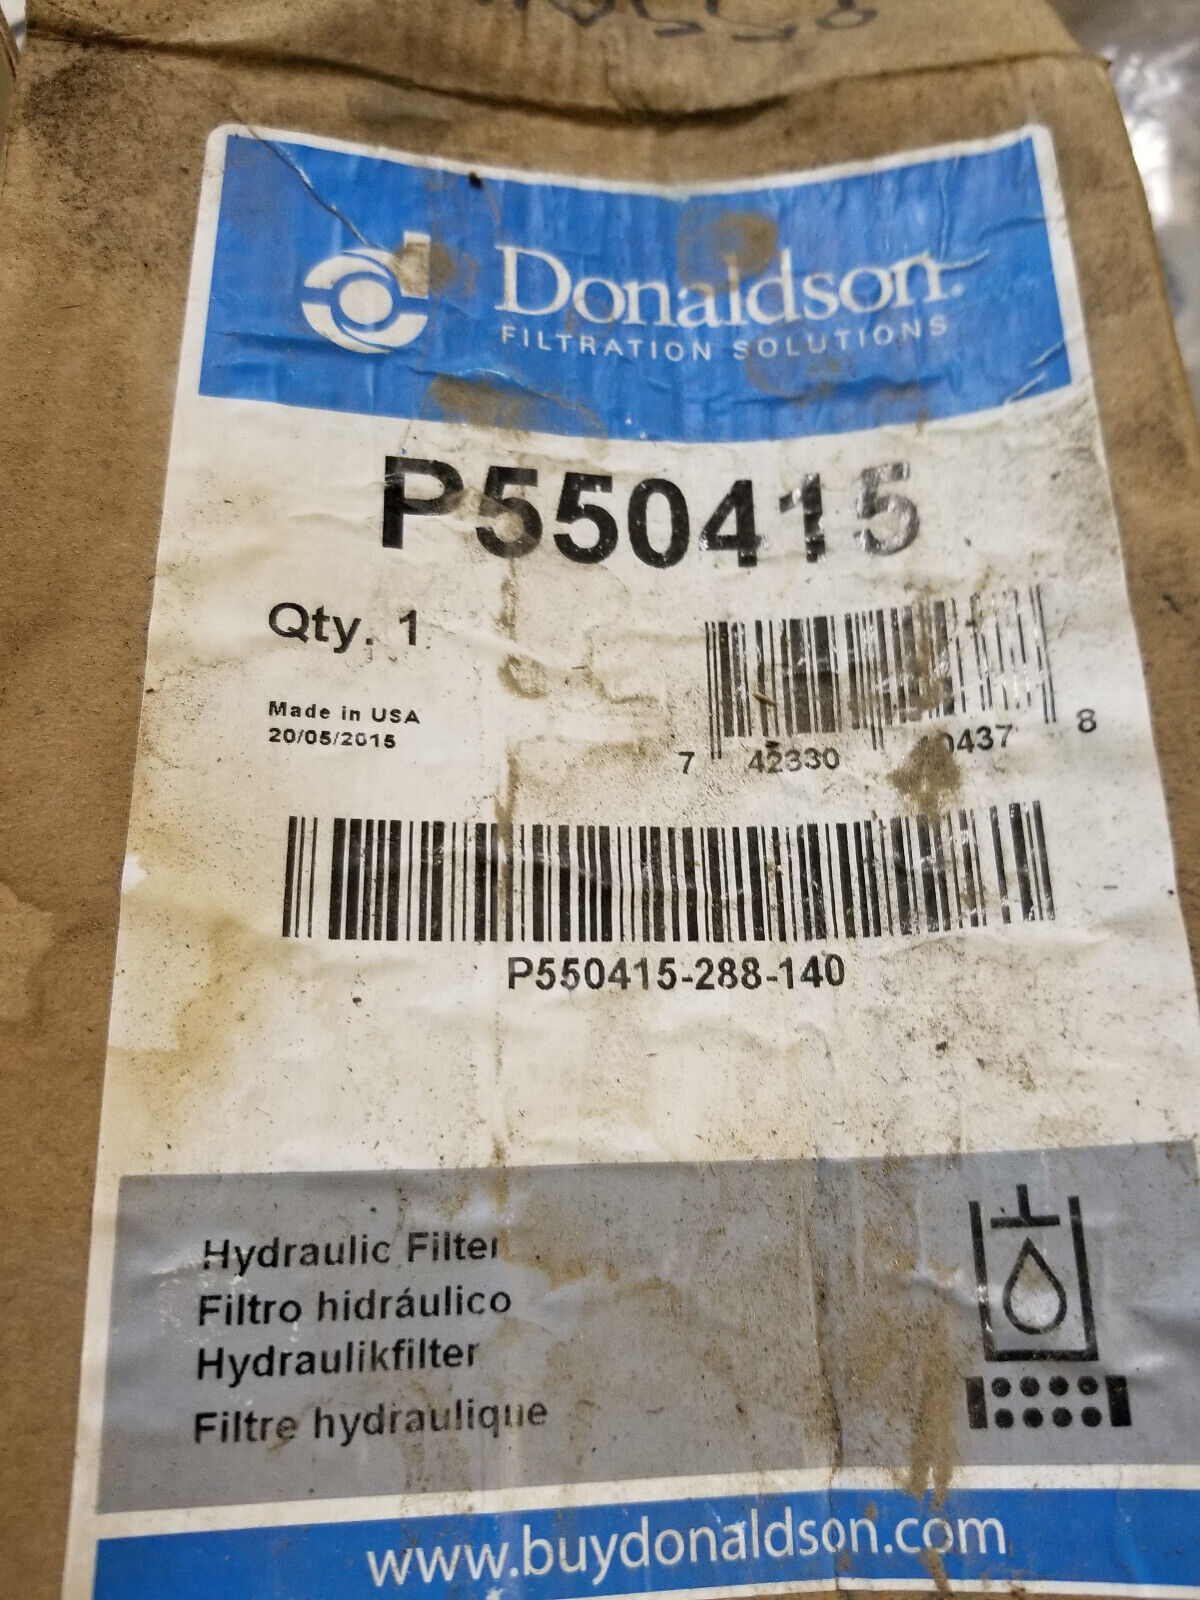 Donaldson.
FILTRATION SOLUTIONS
P550415
Qty. 1
Made in USA
20/05/2015
7 42330 8
P550415-288-140
Hydraulic Filter
Filtro hidráulico
Hydraulikfilter
Filtre hydraulique
www.buydonaldson.com